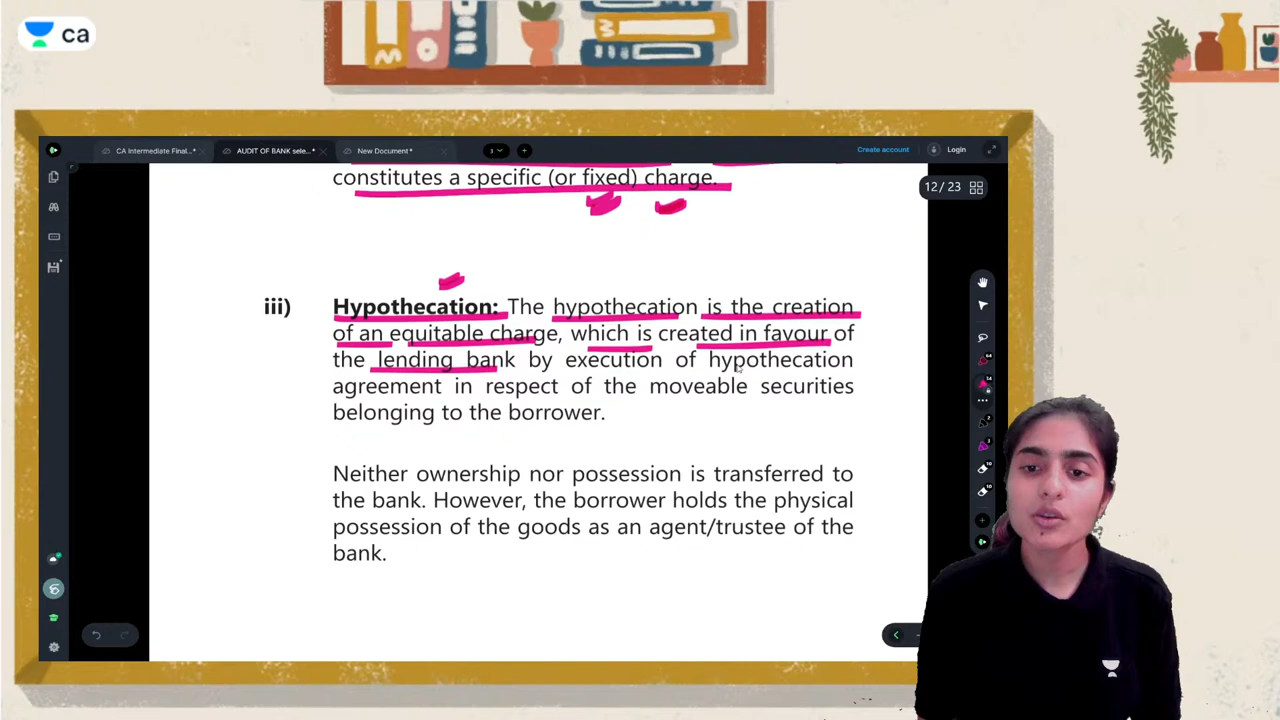 ca
CA Intermediate Final...*
AUDIT OF BANK sele...*
New Document*
3
Create account
Login
constitutes a specific (or fixed) charge.
12/ 23
iii) Hypothecation: The hypothecation is the creation
of an equitable charge, which is created in favour of
the lending bank by execution of hypothecation
agreement in respect of the moveable securities
belonging to the borrower.
Neither ownership nor possession is transferred to
the bank. However, the borrower holds the physical
possession of the goods as an agent/trustee of the
bank.